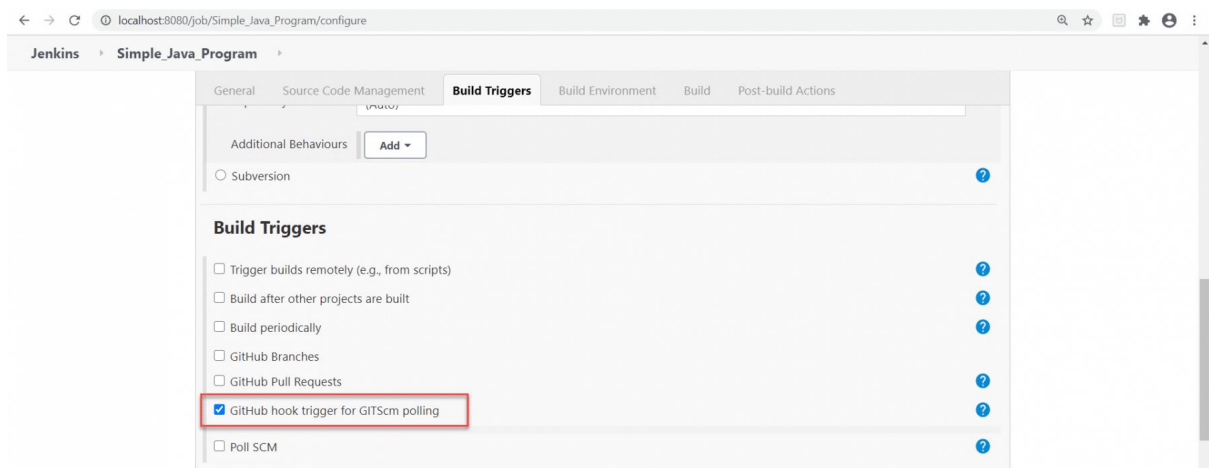 localhost:8080/job/Simple_Java_Program/configure
Jenkins Simple_Java_Program
General Source Code Management Build Triggers Build Environment Build Post-build Actions
(Auto)
Additional Behaviours Add
Subversion
Build Triggers
Trigger builds remotely (e.g., from scripts)
Build after other projects are built
Build periodically
GitHub Branches
GitHub Pull Requests
GitHub hook trigger for GITScm polling
Poll SCM